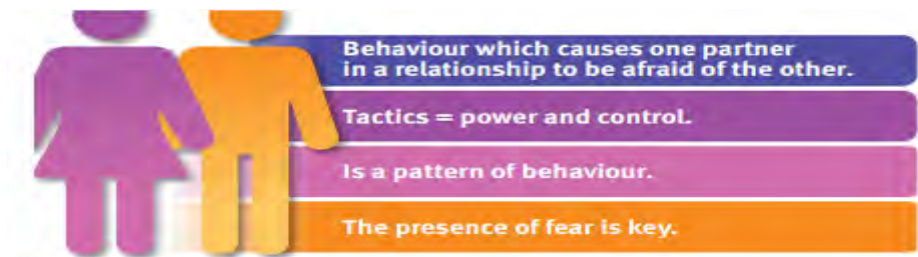 Behaviour which causes one partner
in a relationship to be afraid of the other.
Tactics = power and control.
Is a pattern of behaviour.
The presence of fear is key.